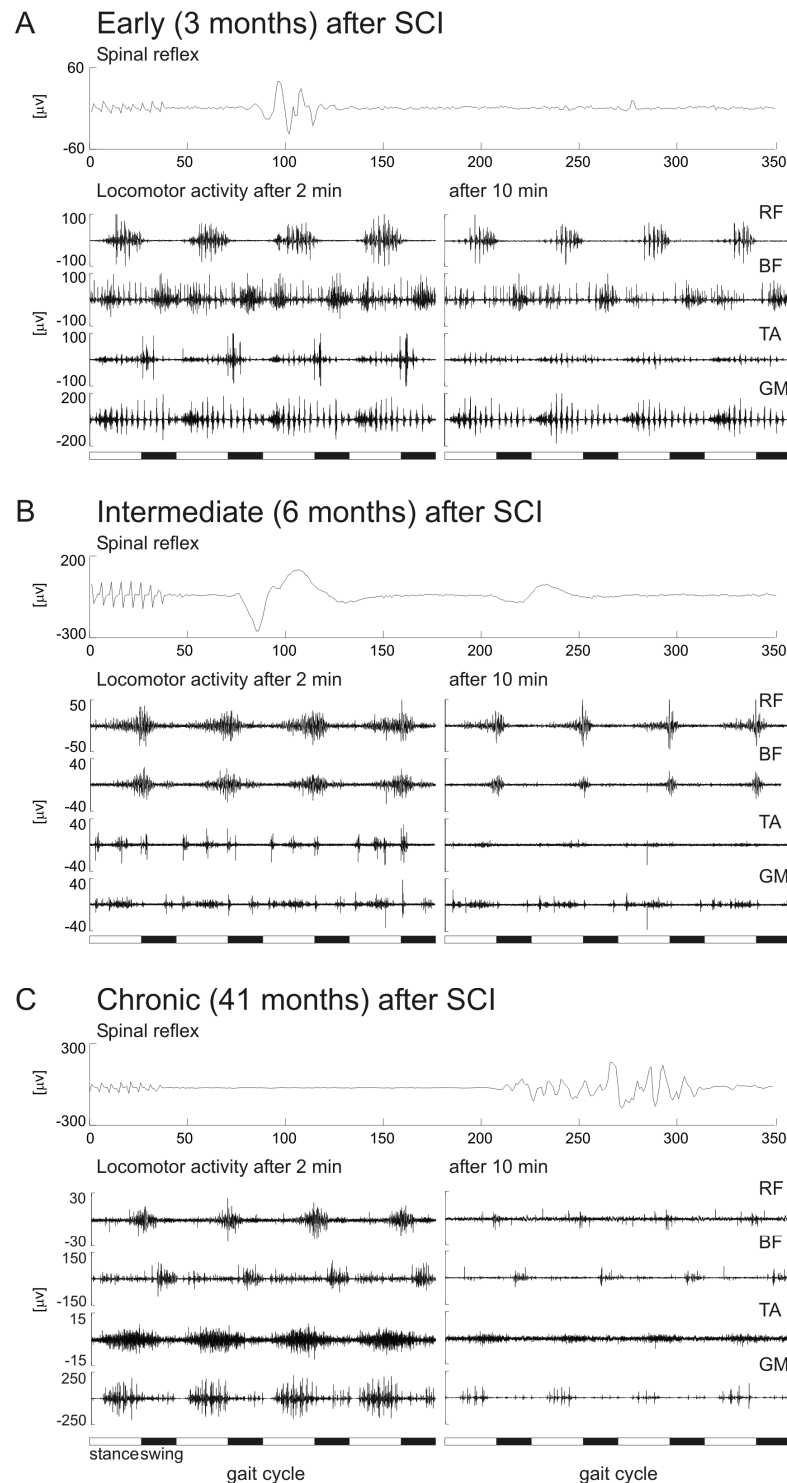 A Early (3 months) after SCI
Spinal reflex
60
[µv]
-60
0 50 100 150 200 250 300 350
Locomotor activity after 2 min after 10 min
RF
100
-100
BF
100
-100
[µv]
TA
100
-100
GM
200
-200
B Intermediate (6 months) after SCI
Spinal reflex
200
[µv]
-300
0 50 100 150 200 250 300 350
Locomotor activity after 2 min after 10 min
RF
50
-50
BF
40
-40
[µv]
TA
40
-40
GM
40
-40
C Chronic (41 months) after SCI
Spinal reflex
300
[µv]
-300
0 50 100 150 200 250 300 350
Locomotor activity after 2 min after 10 min
RF
30
-30
BF
150
-150
[µv]
TA
15
-15
GM
250
-250
stance swing
gait cycle gait cycle